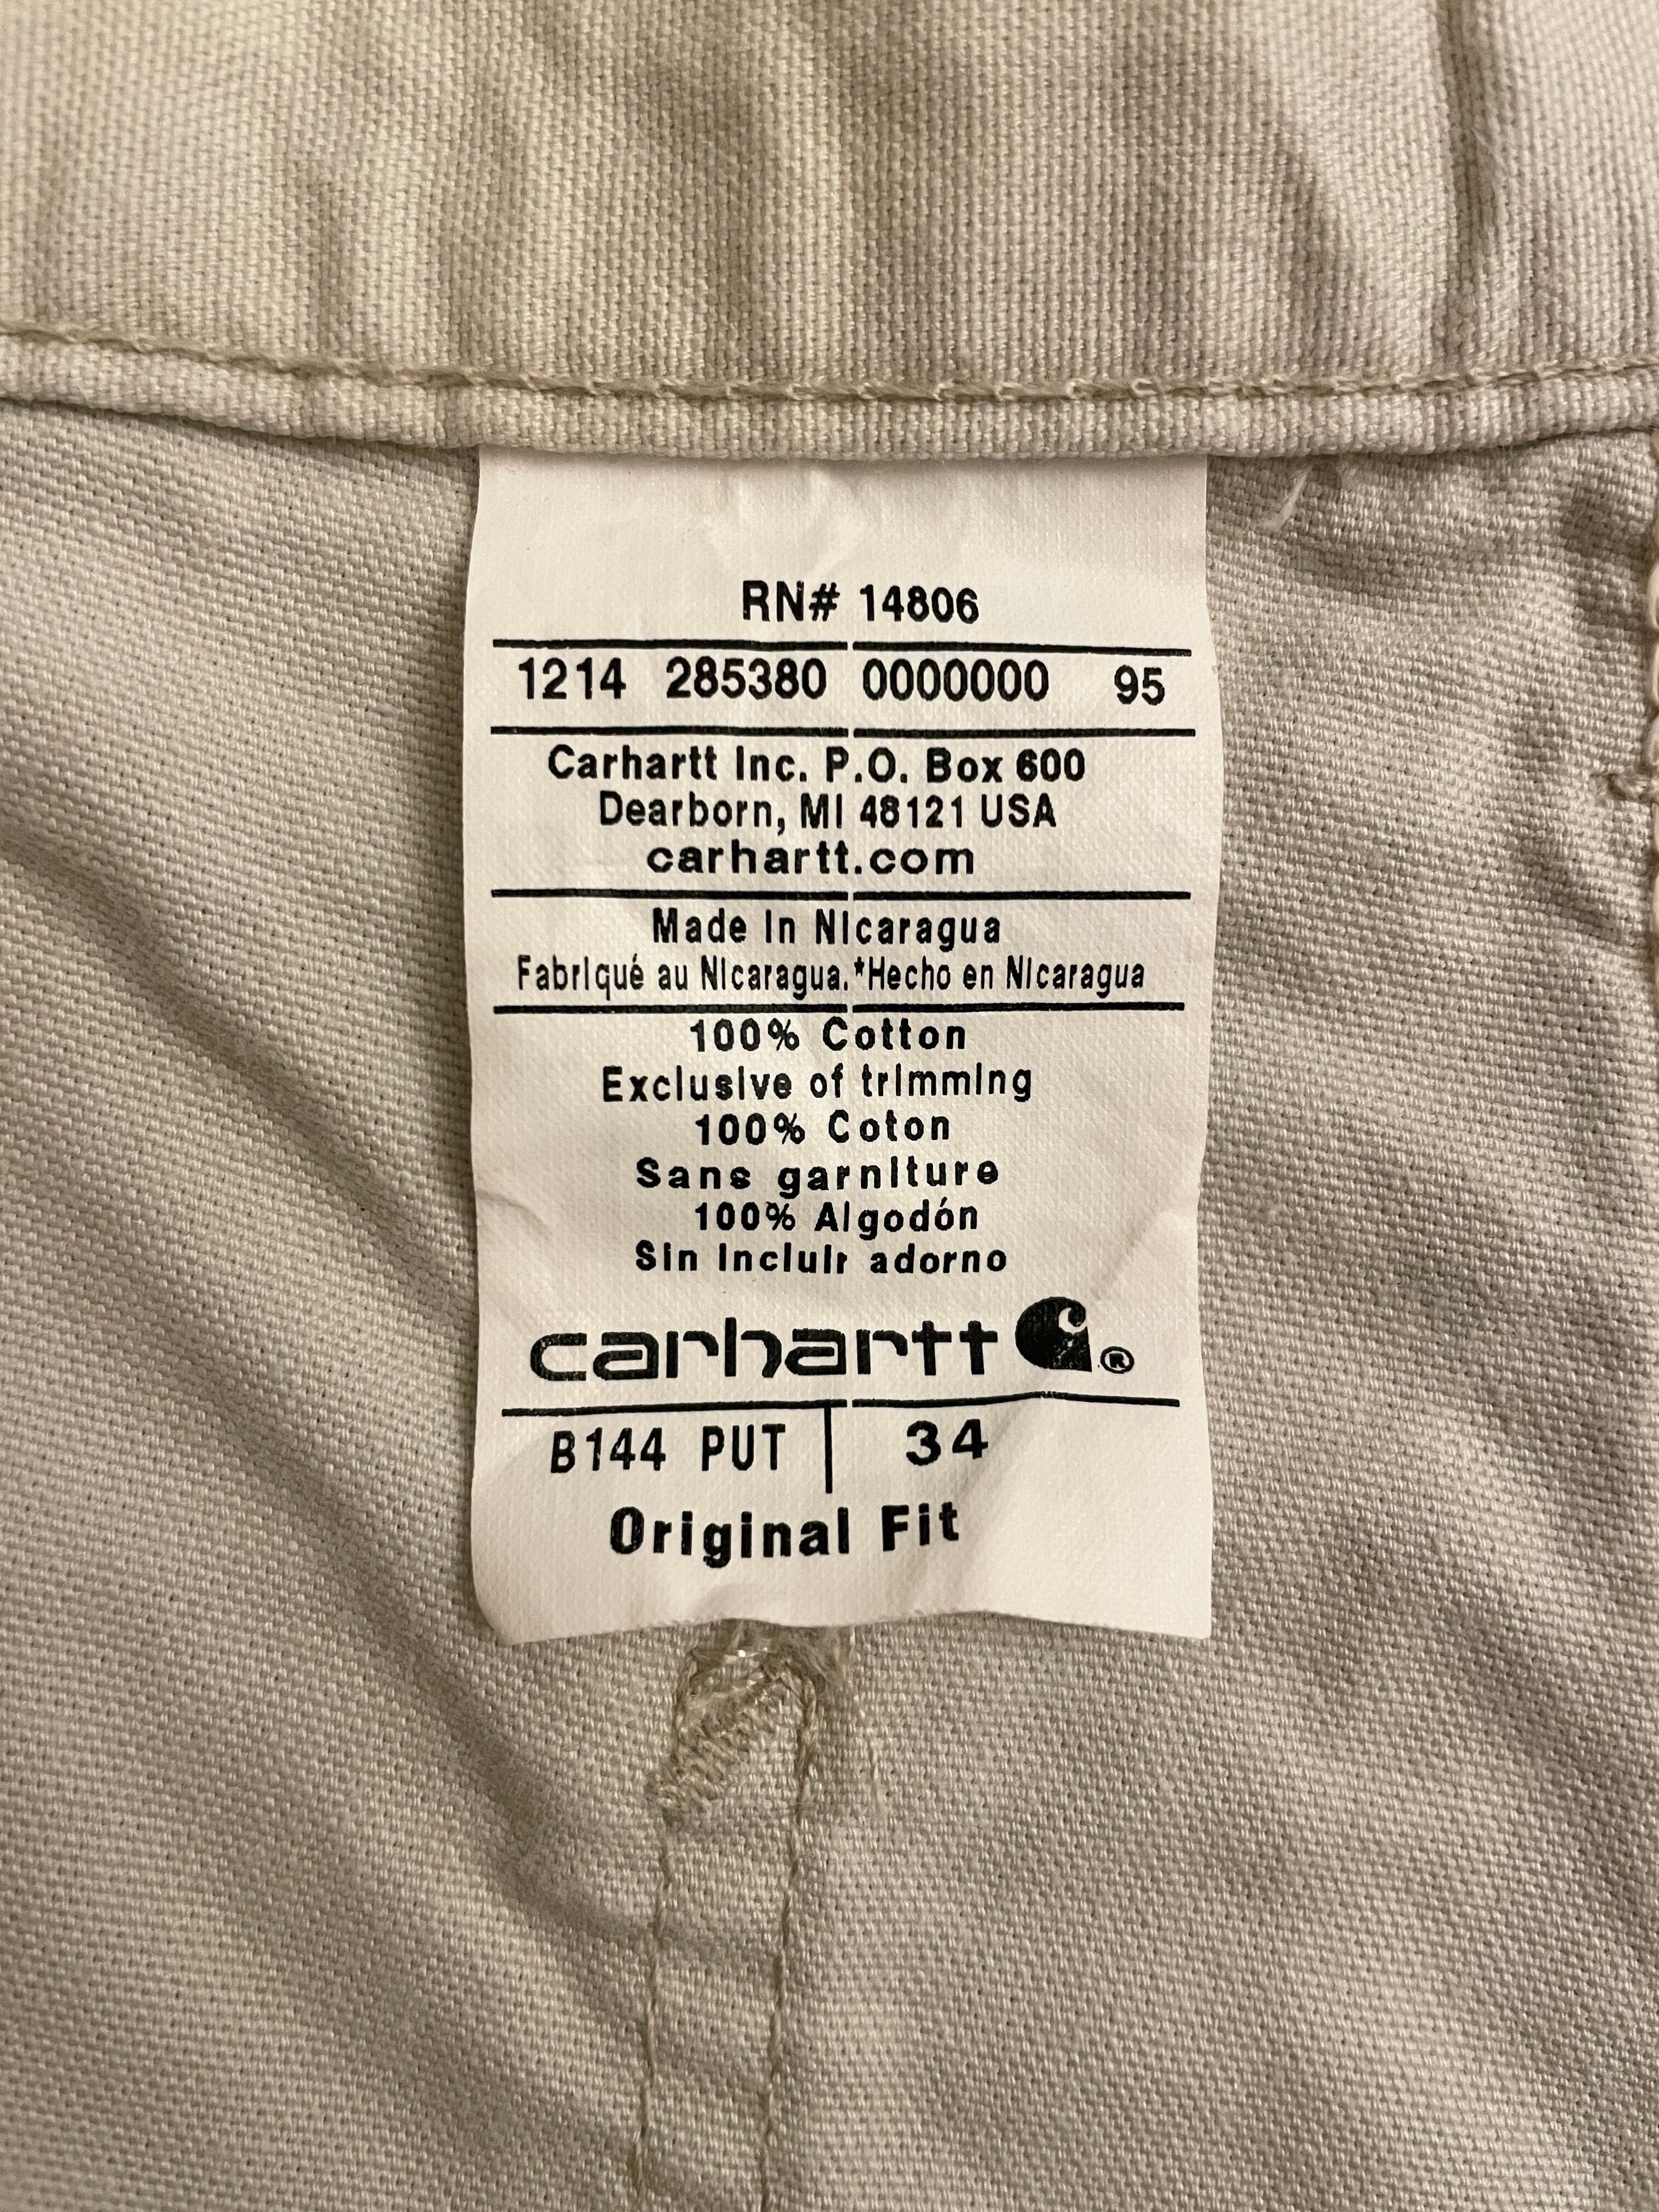 RN# 14806
1214 285380 0000000 95
Carhartt Inc. P.O. Box 600
Dearborn, MI 48121 USA
carhartt.com
Made In Nicaragua
Fabriqué au Nicaragua.*Hecho en Nicaragua
100% Cotton
Exclusive of trimming
100% Coton
Sans garniture
100% Algodón
Sin incluir adorno
carhartt ®
B144 PUT 34
Original Fit